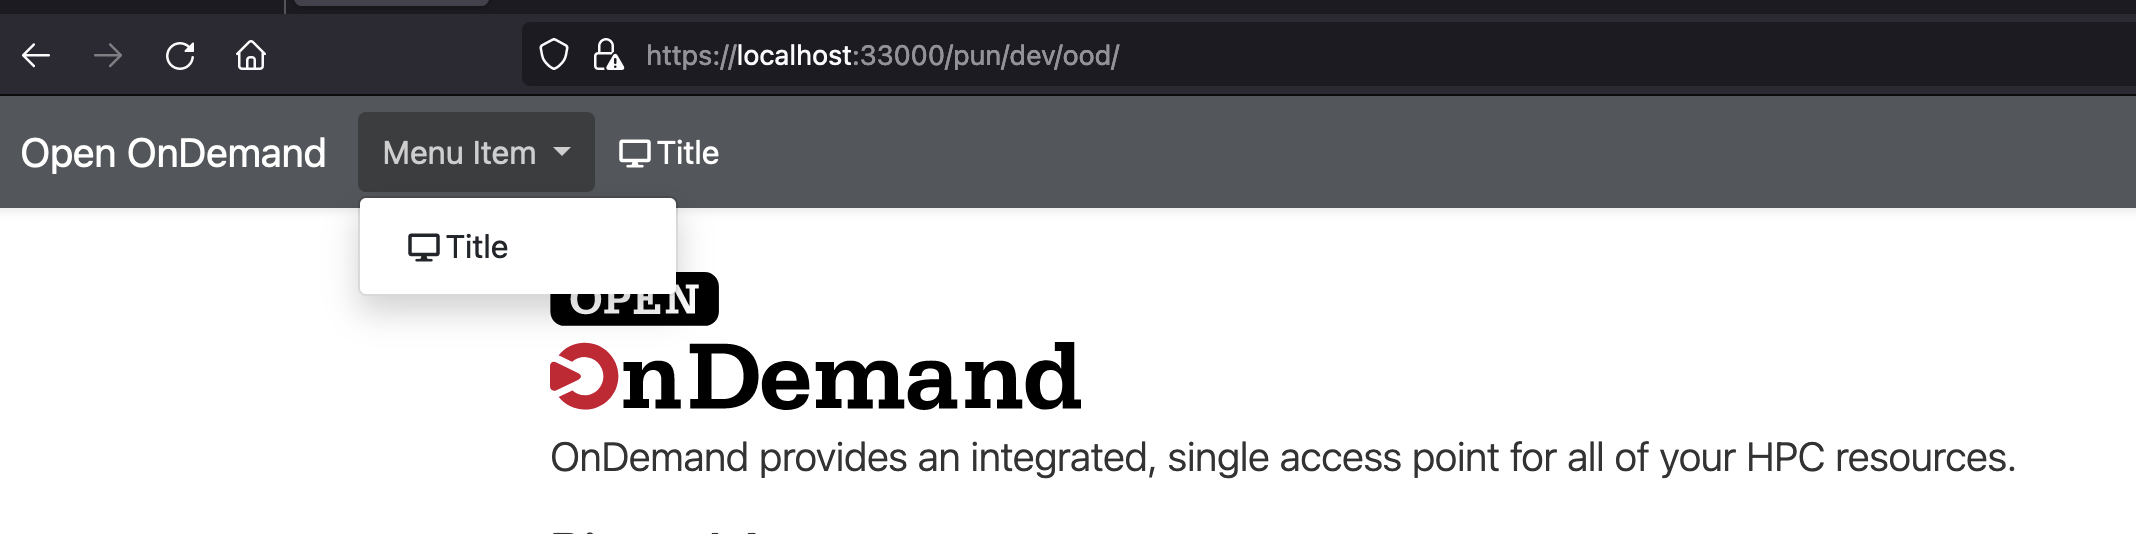 https://localhost:33000/pun/dev/ood/
Open OnDemand Menu Item Title
Title
OPEN
OnDemand
OnDemand provides an integrated, single access point for all of your HPC resources.